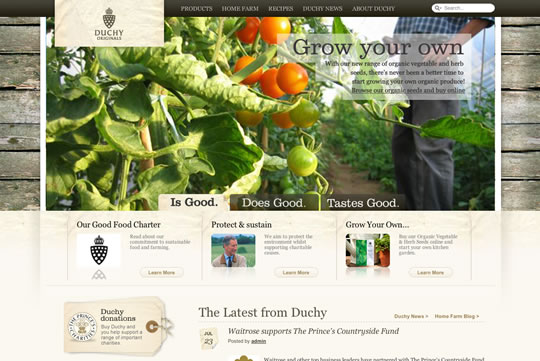 PRODUCTS HOME FARM RECIPES DUCHY NEWS ABOUT DUCHY Search...
DUCHY
ORIGINALS
Grow your own
With our new range of organic vegetable and herb
seeds, there's never been a better time to
start growing your own organic produce!
Browse our organic seeds and buy online
Is Good. Does Good. Tastes Good.
Our Good Food Charter
Read about our
commitment to sustainable
food and farming.
Learn More
Protect & sustain
We aim to protect the
environment whilst
supporting charitable
causes.
Learn More
Grow Your Own...
Buy our Organic Vegetable
& Herb Seeds online and
start your own kitchen
garden.
Learn More
THE PRINCE'S CHARITIES
Duchy
donations
Buy Duchy and
you help support a
range of important
charities.
The Latest from Duchy
Duchy News > Home Farm Blog >
JUL
23
Waitrose supports The Prince's Countryside Fund
Posted by admin
Waitrose and other top business leaders have partnered with The Prince's Countryside Fund